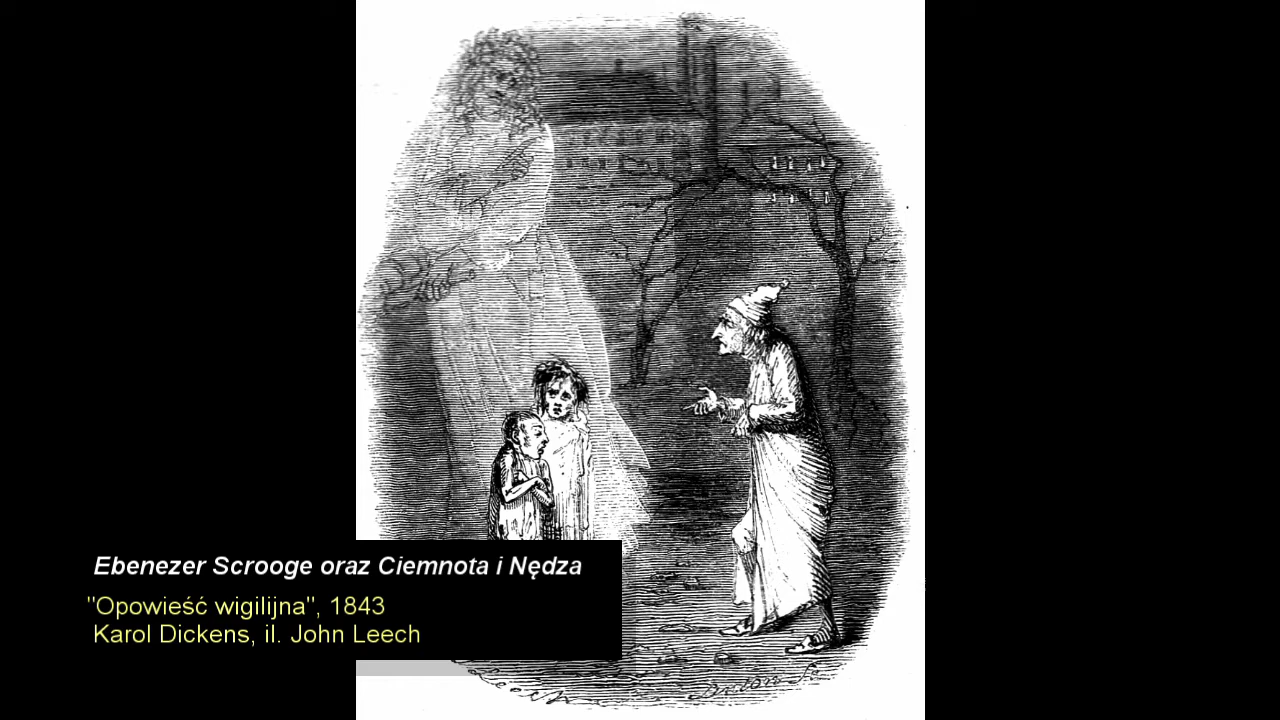 Ebenezer Scrooge oraz Ciemnota i Nędza
"Opowieść wigilijna", 1843
Karol Dickens, il. John Leech